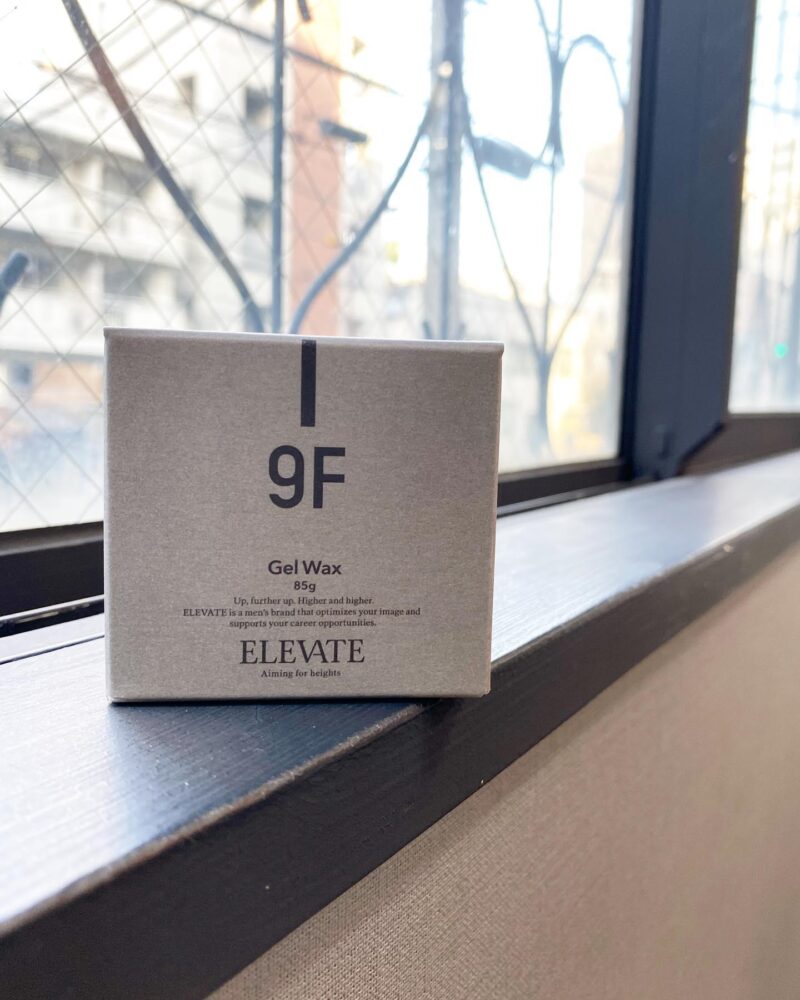 9F
Gel Wax
85g
Up, further up. Higher and higher.
ELEVATE is a men's brand that optimizes your image and
supports your career opportunities.
ELEVATE
Aiming for heights